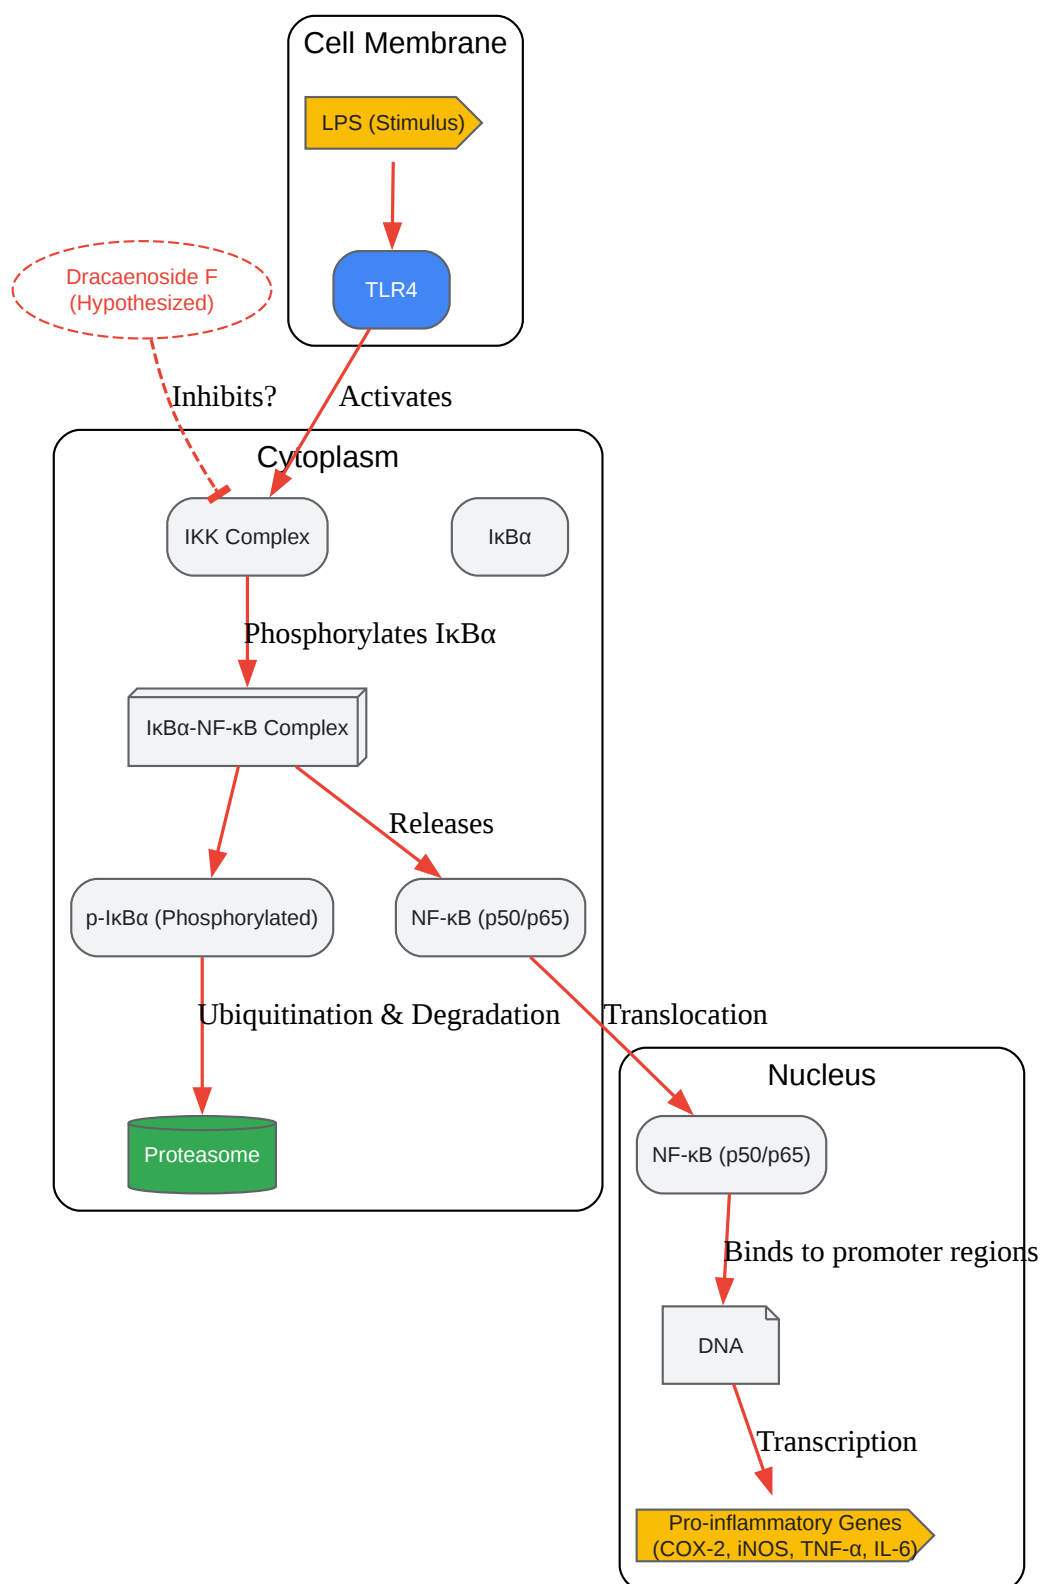 Cell Membrane
LPS (Stimulus)
TLR4
Dracaenoside F
(Hypothesized)
Inhibits?
Activates
Cytoplasm
IKK Complex
IκBα
Phosphorylates IκBα
IκBα-NF-κB Complex
Releases
p-IκBα (Phosphorylated)
NF-κB (p50/p65)
Ubiquitination & Degradation
Translocation
Nucleus
Proteasome
NF-κB (p50/p65)
Binds to promoter regions
DNA
Transcription
Pro-inflammatory Genes
(COX-2, iNOS, TNF-α, IL-6)